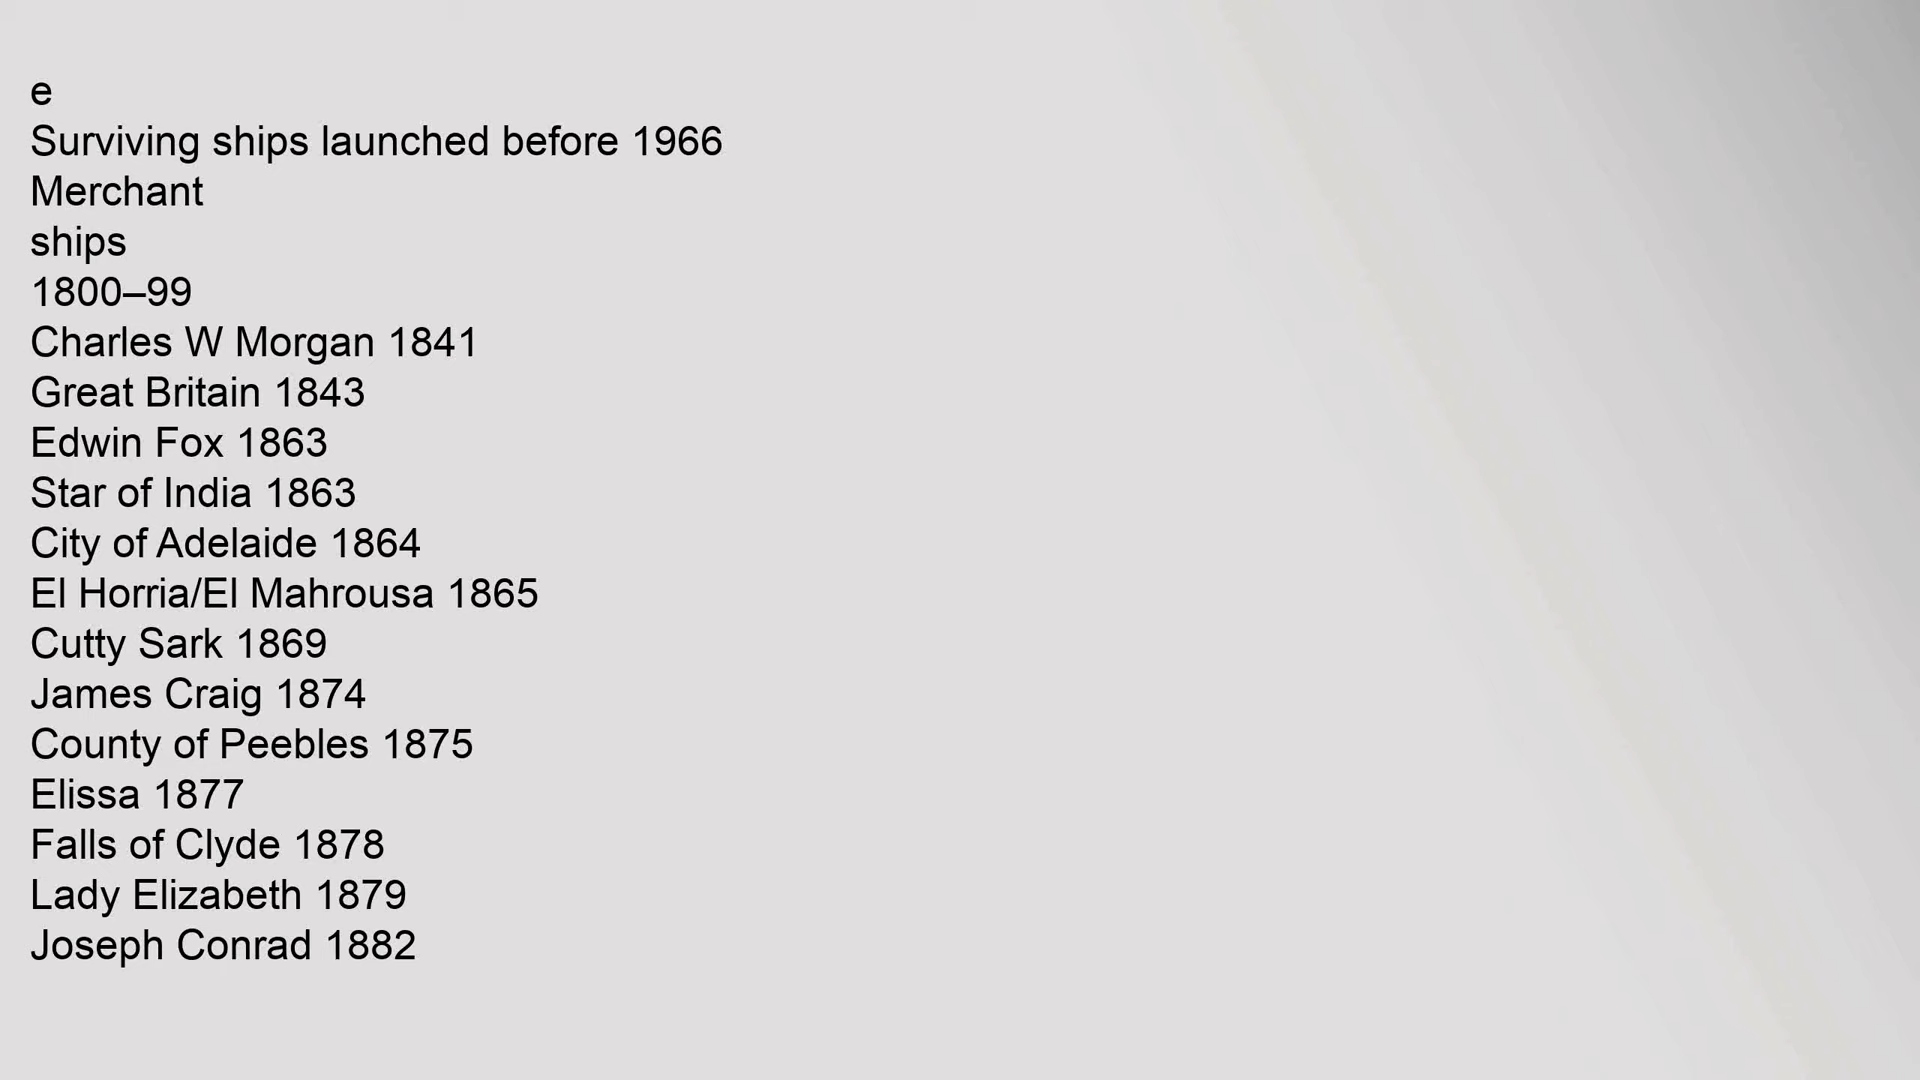 e
Surviving ships launched before 1966
Merchant
ships
1800–99
Charles W Morgan 1841
Great Britain 1843
Edwin Fox 1863
Star of India 1863
City of Adelaide 1864
El Horria/El Mahrousa 1865
Cutty Sark 1869
James Craig 1874
County of Peebles 1875
Elissa 1877
Falls of Clyde 1878
Lady Elizabeth 1879
Joseph Conrad 1882